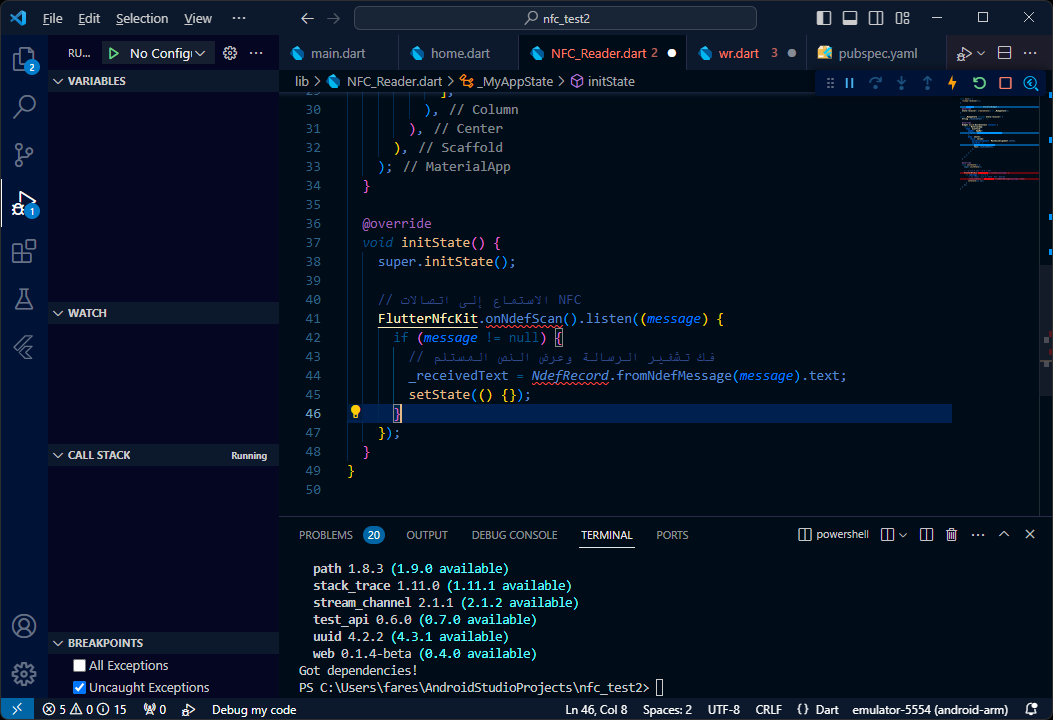 File Edit Selection View ··· nfc_test2
RU... No Config ···
main.dart home.dart NFC_Reader.dart 2 wr.dart 3 pubspec.yaml ···
VARIABLES
lib > NFC_Reader.dart > _MyAppState > initState
30 ), // Column
31 ), // Center
32 ), // Scaffold
33 ); // MaterialApp
34 }
35
36 @override
37 void initState() {
38 super.initState();
39
40 // الاستماع إلى اتصالات NFC
41 FlutterNfcKit.onNdefScan().listen((message) {
42 if (message != null) {
43 // فك تشفير الرسالة وعرض النص المستلم
44 _receivedText = NdefRecord.fromNdefMessage(message).text;
45 setState(() {});
46 }
47 });
48 }
49 }
50
2
1
WATCH
CALL STACK Running
BREAKPOINTS
All Exceptions
Uncaught Exceptions
PROBLEMS 20 OUTPUT DEBUG CONSOLE TERMINAL PORTS powershell ···
path 1.8.3 (1.9.0 available)
stack_trace 1.11.0 (1.11.1 available)
stream_channel 2.1.1 (2.1.2 available)
test_api 0.6.0 (0.7.0 available)
uuid 4.2.2 (4.3.1 available)
web 0.1.4-beta (0.4.0 available)
Got dependencies!
PS C:\Users\fares\AndroidStudioProjects\nfc_test2>
5 0 15 0 Debug my code Ln 46, Col 8 Spaces: 2 UTF-8 CRLF {} Dart emulator-5554 (android-arm)